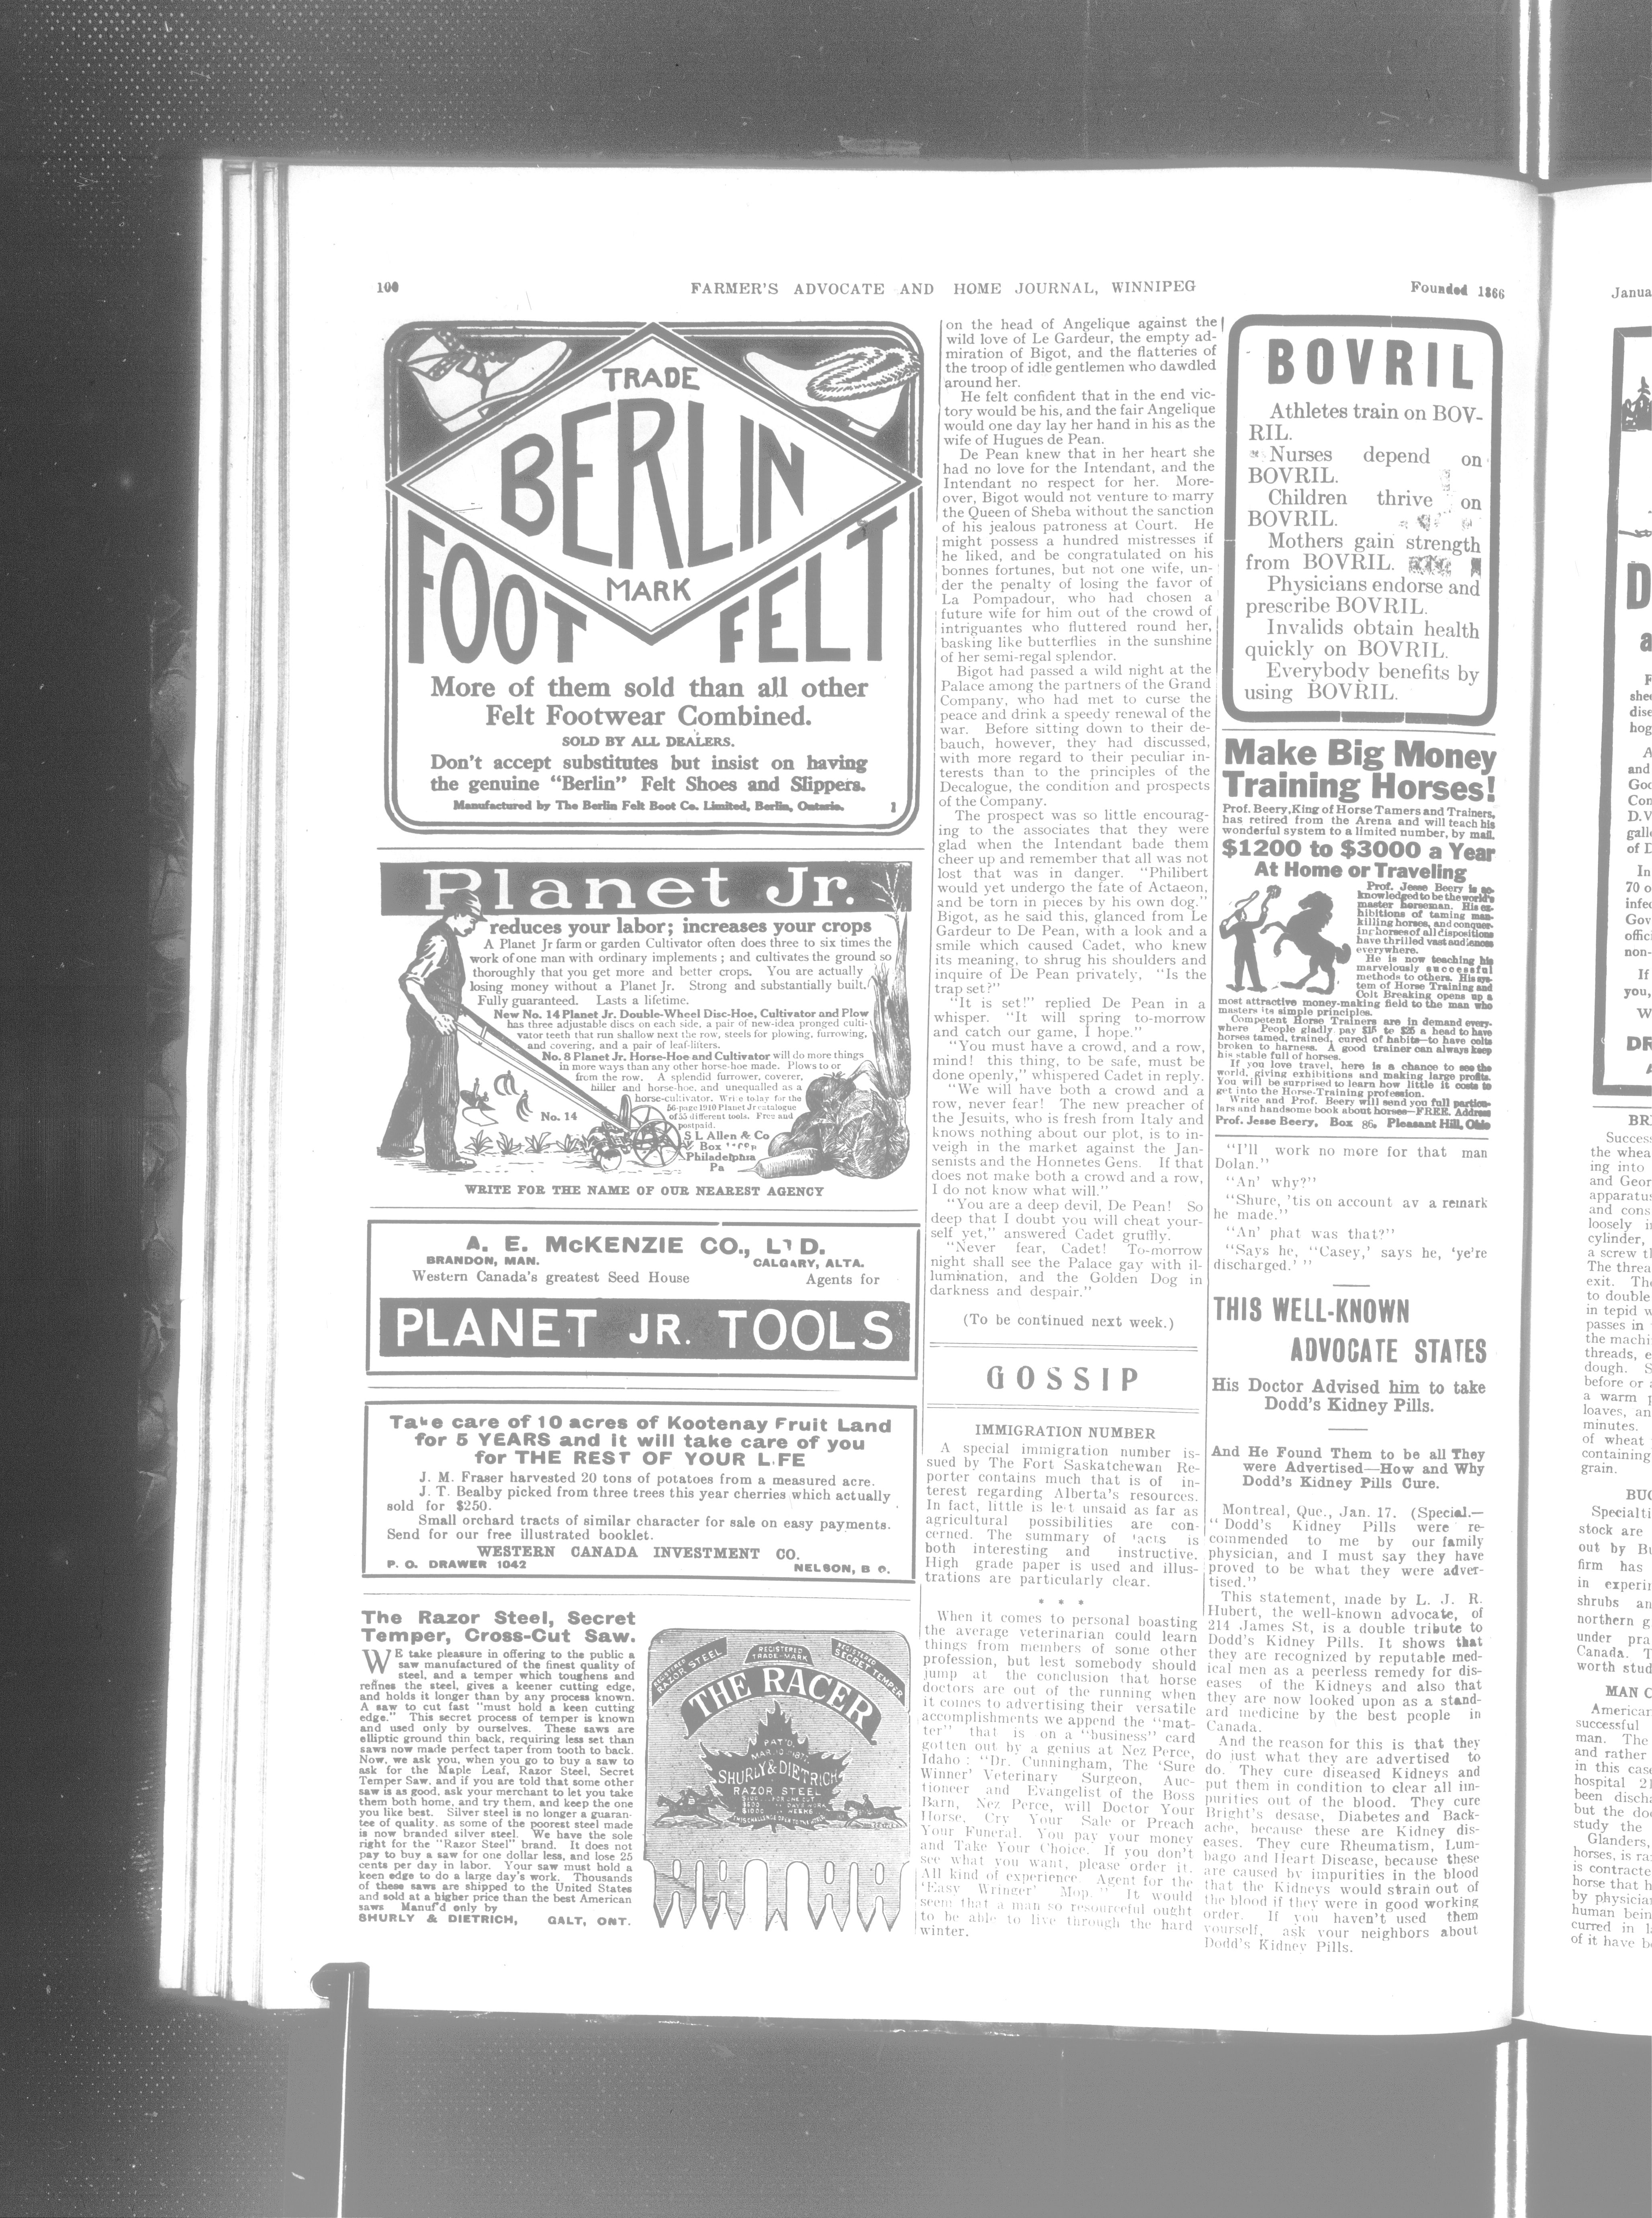 100
FARMER'S ADVOCATE AND HOME JOURNAL, WINNIPEG
Founded 1866
TRADE
BERLIN
MARK
FOOT FELT
More of them sold than all other
Felt Footwear Combined.
SOLD BY ALL DEALERS.
Don't accept substitutes but insist on having
the genuine "Berlin" Felt Shoes and Slippers.
Manufactured by The Berlin Felt Boot Co. Limited, Berlin, Ontario. 1
Planet Jr.
reduces your labor; increases your crops
A Planet Jr farm or garden Cultivator often does three to six times the
work of one man with ordinary implements; and cultivates the ground so
thoroughly that you get more and better crops. You are actually
losing money without a Planet Jr. Strong and substantially built.
Fully guaranteed. Lasts a lifetime.
New No. 14 Planet Jr. Double-Wheel Disc-Hoe, Cultivator and Plow
has three adjustable discs on each side, a pair of new-idea pronged culti-
vator teeth that run shallow next the row, steels for plowing, furrowing,
and covering, and a pair of leaf-lifters.
No. 8 Planet Jr. Horse-Hoe and Cultivator will do more things
in more ways than any other horse-hoe made. Plows to or
from the row. A splendid furrower, coverer,
hiller and horse-hoe, and unequalled as a
horse-cultivator. Write today for the
56-page 1910 Planet Jr catalogue
of 55 different tools. Free and
postpaid.
No. 14
S L Allen & Co
Box
Philadelphia
Pa
WRITE FOR THE NAME OF OUR NEAREST AGENCY
A. E. McKENZIE CO., LTD.
BRANDON, MAN. CALGARY, ALTA.
Western Canada's greatest Seed House Agents for
PLANET JR. TOOLS
Take care of 10 acres of Kootenay Fruit Land
for 5 YEARS and it will take care of you
for THE REST OF YOUR LIFE
J. M. Fraser harvested 20 tons of potatoes from a measured acre.
J. T. Bealby picked from three trees this year cherries which actually
sold for $250.
Small orchard tracts of similar character for sale on easy payments.
Send for our free illustrated booklet.
WESTERN CANADA INVESTMENT CO.
P. O. DRAWER 1042 NELSON, B C.
The Razor Steel, Secret
Temper, Cross-Cut Saw.
WE take pleasure in offering to the public a
saw manufactured of the finest quality of
steel, and a temper which toughens and
refines the steel, gives a keener cutting edge,
and holds it longer than by any process known.
A saw to cut fast "must hold a keen cutting
edge." This secret process of temper is known
and used only by ourselves. These saws are
elliptic ground thin back, requiring less set than
saws now made perfect taper from tooth to back.
Now, we ask you, when you go to buy a saw to
ask for the Maple Leaf, Razor Steel, Secret
Temper Saw, and if you are told that some other
saw is as good, ask your merchant to let you take
them both home, and try them, and keep the one
you like best. Silver steel is no longer a guaran-
tee of quality, as some of the poorest steel made
is now branded silver steel. We have the sole
right for the "Razor Steel" brand. It does not
pay to buy a saw for one dollar less, and lose 25
cents per day in labor. Your saw must hold a
keen edge to do a large day's work. Thousands
of these saws are shipped to the United States
and sold at a higher price than the best American
saws Manuf'd only by
SHURLY & DIETRICH, GALT, ONT.
REGISTERED
RAZOR STEEL
REGISTERED
TRADE-MARK
REGISTERED
SECRET TEMPER
THE RACER
PAT'D.
SHURLY & DIETRICH
RAZOR STEEL
on the head of Angelique against the
wild love of Le Gardeur, the empty ad-
miration of Bigot, and the flatteries of
the troop of idle gentlemen who dawdled
around her.
He felt confident that in the end vic-
tory would be his, and the fair Angelique
would one day lay her hand in his as the
wife of Hugues de Pean.
De Pean knew that in her heart she
had no love for the Intendant, and the
Intendant no respect for her. More-
over, Bigot would not venture to marry
the Queen of Sheba without the sanction
of his jealous patroness at Court. He
might possess a hundred mistresses if
he liked, and be congratulated on his
bonnes fortunes, but not one wife, un-
der the penalty of losing the favor of
La Pompadour, who had chosen a
future wife for him out of the crowd of
intriguantes who fluttered round her,
basking like butterflies in the sunshine
of her semi-regal splendor.
Bigot had passed a wild night at the
Palace among the partners of the Grand
Company, who had met to curse the
peace and drink a speedy renewal of the
war. Before sitting down to their de-
bauch, however, they had discussed,
with more regard to their peculiar in-
terests than to the principles of the
Decalogue, the condition and prospects
of the Company.
The prospect was so little encourag-
ing to the associates that they were
glad when the Intendant bade them
cheer up and remember that all was not
lost that was in danger. "Philibert
would yet undergo the fate of Actaeon,
and be torn in pieces by his own dog."
Bigot, as he said this, glanced from Le
Gardeur to De Pean, with a look and a
smile which caused Cadet, who knew
its meaning, to shrug his shoulders and
inquire of De Pean privately, "Is the
trap set?"
"It is set!" replied De Pean in a
whisper. "It will spring to-morrow
and catch our game, I hope."
"You must have a crowd, and a row,
mind! this thing, to be safe, must be
done openly," whispered Cadet in reply.
"We will have both a crowd and a
row, never fear! The new preacher of
the Jesuits, who is fresh from Italy and
knows nothing about our plot, is to in-
veigh in the market against the Jan-
senists and the Honnetes Gens. If that
does not make both a crowd and a row,
I do not know what will."
"You are a deep devil, De Pean! So
deep that I doubt you will cheat your-
self yet," answered Cadet gruffly.
"Never fear, Cadet! To-morrow
night shall see the Palace gay with il-
lumination, and the Golden Dog in
darkness and despair."
(To be continued next week.)
GOSSIP
IMMIGRATION NUMBER
A special immigration number is-
sued by The Fort Saskatchewan Re-
porter contains much that is of in-
terest regarding Alberta's resources.
In fact, little is left unsaid as far as
agricultural possibilities are con-
cerned. The summary of facts is
both interesting and instructive.
High grade paper is used and illus-
trations are particularly clear.
* * *
When it comes to personal boasting
the average veterinarian could learn
things from members of some other
profession, but lest somebody should
jump at the conclusion that horse
doctors are out of the running when
it comes to advertising their versatile
accomplishments we append the "mat-
ter" that is on a "business" card
gotten out by a genius at Nez Perce,
Idaho: "Dr. Cunningham, The 'Sure
Winner' Veterinary Surgeon, Auc-
tioneer and Evangelist of the Boss
Barn, Nez Perce, will Doctor Your
Horse, Cry Your Sale or Preach
Your Funeral. You pay your money
and Take Your Choice. If you don't
see what you want, please order it.
All kind of experience. Agent for the
'Easy Wringer' Mop." It would
seem that a man so resourceful ought
to be able to live through the hard
winter.
BOVRIL
Athletes train on BOV-
RIL.
Nurses depend on
BOVRIL.
Children thrive on
BOVRIL.
Mothers gain strength
from BOVRIL.
Physicians endorse and
prescribe BOVRIL.
Invalids obtain health
quickly on BOVRIL.
Everybody benefits by
using BOVRIL.
Make Big Money
Training Horses!
Prof. Beery, King of Horse Tamers and Trainers,
has retired from the Arena and will teach his
wonderful system to a limited number, by mail.
$1200 to $3000 a Year
At Home or Traveling
Prof. Jesse Beery is ac-
knowledged to be the world's
master horseman. His ex-
hibitions of taming man-
killing horses, and conquer-
ing horses of all dispositions
have thrilled vast audiences
everywhere.
He is now teaching his
marvelously successful
methods to others. His sys-
tem of Horse Training and
Colt Breaking opens up a
most attractive money-making field to the man who
masters its simple principles.
Competent Horse Trainers are in demand every-
where People gladly pay $15 to $25 a head to have
horses tamed, trained, cured of habits—to have colts
broken to harness. A good trainer can always keep
his stable full of horses.
If you love travel, here is a chance to see the
world, giving exhibitions and making large profits.
You will be surprised to learn how little it costs to
get into the Horse-Training profession.
Write and Prof. Beery will send you full particu-
lars and handsome book about horses—FREE. Address
Prof. Jesse Beery, Box 86, Pleasant Hill, Ohio
"I'll work no more for that man
Dolan."
"An' why?"
"Shure, 'tis on account av a remark
he made."
"An' phat was that?"
"Says he, "Casey,' says he, 'ye're
discharged.' "
THIS WELL-KNOWN
ADVOCATE STATES
His Doctor Advised him to take
Dodd's Kidney Pills.
And He Found Them to be all They
were Advertised—How and Why
Dodd's Kidney Pills Cure.
Montreal, Que., Jan. 17. (Special.—
"Dodd's Kidney Pills were re-
commended to me by our family
physician, and I must say they have
proved to be what they were adver-
tised."
This statement, made by L. J. R.
Hubert, the well-known advocate, of
214 James St, is a double tribute to
Dodd's Kidney Pills. It shows that
they are recognized by reputable med-
ical men as a peerless remedy for dis-
eases of the Kidneys and also that
they are now looked upon as a stand-
ard medicine by the best people in
Canada.
And the reason for this is that they
do just what they are advertised to
do. They cure diseased Kidneys and
put them in condition to clear all im-
purities out of the blood. They cure
Bright's desase, Diabetes and Back-
ache, because these are Kidney dis-
eases. They cure Rheumatism, Lum-
bago and Heart Disease, because these
are caused by impurities in the blood
that the Kidneys would strain out of
the blood if they were in good working
order. If you haven't used them
yourself, ask your neighbors about
Dodd's Kidney Pills.